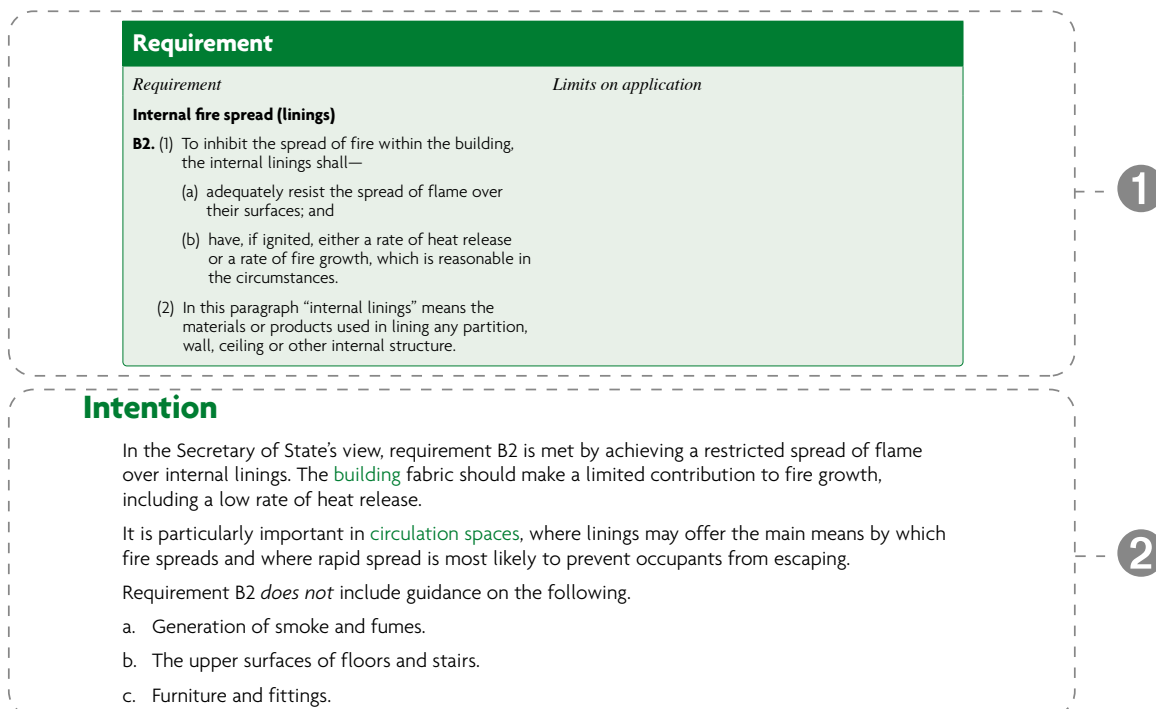 Requirement
Requirement Limits on application
Internal fire spread (linings)
B2. (1) To inhibit the spread of fire within the building,
the internal linings shall—
(a) adequately resist the spread of flame over
their surfaces; and
(b) have, if ignited, either a rate of heat release
or a rate of fire growth, which is reasonable in
the circumstances.
(2) In this paragraph “internal linings” means the
materials or products used in lining any partition,
wall, ceiling or other internal structure.
1
Intention
In the Secretary of State’s view, requirement B2 is met by achieving a restricted spread of flame
over internal linings. The building fabric should make a limited contribution to fire growth,
including a low rate of heat release.
It is particularly important in circulation spaces, where linings may offer the main means by which
fire spreads and where rapid spread is most likely to prevent occupants from escaping.
Requirement B2 does not include guidance on the following.
a. Generation of smoke and fumes.
b. The upper surfaces of floors and stairs.
c. Furniture and fittings.
2